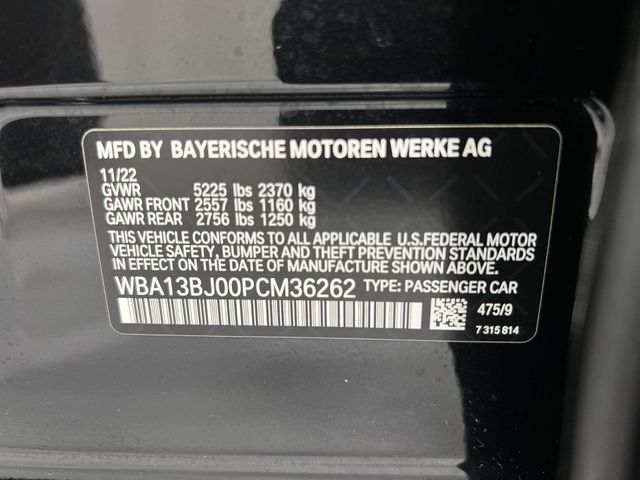 MFD BY BAYERISCHE MOTOREN WERKE AG
11/22
GVWR 5225 lbs 2370 kg
GAWR FRONT 2557 lbs 1160 kg
GAWR REAR 2756 lbs 1250 kg
THIS VEHICLE CONFORMS TO ALL APPLICABLE U.S.FEDERAL MOTOR
VEHICLE SAFETY, BUMPER AND THEFT PREVENTION STANDARDS
IN EFFECT ON THE DATE OF MANUFACTURE SHOWN ABOVE.
WBA13BJ00PCM36262 TYPE: PASSENGER CAR
475/9
7 315 814